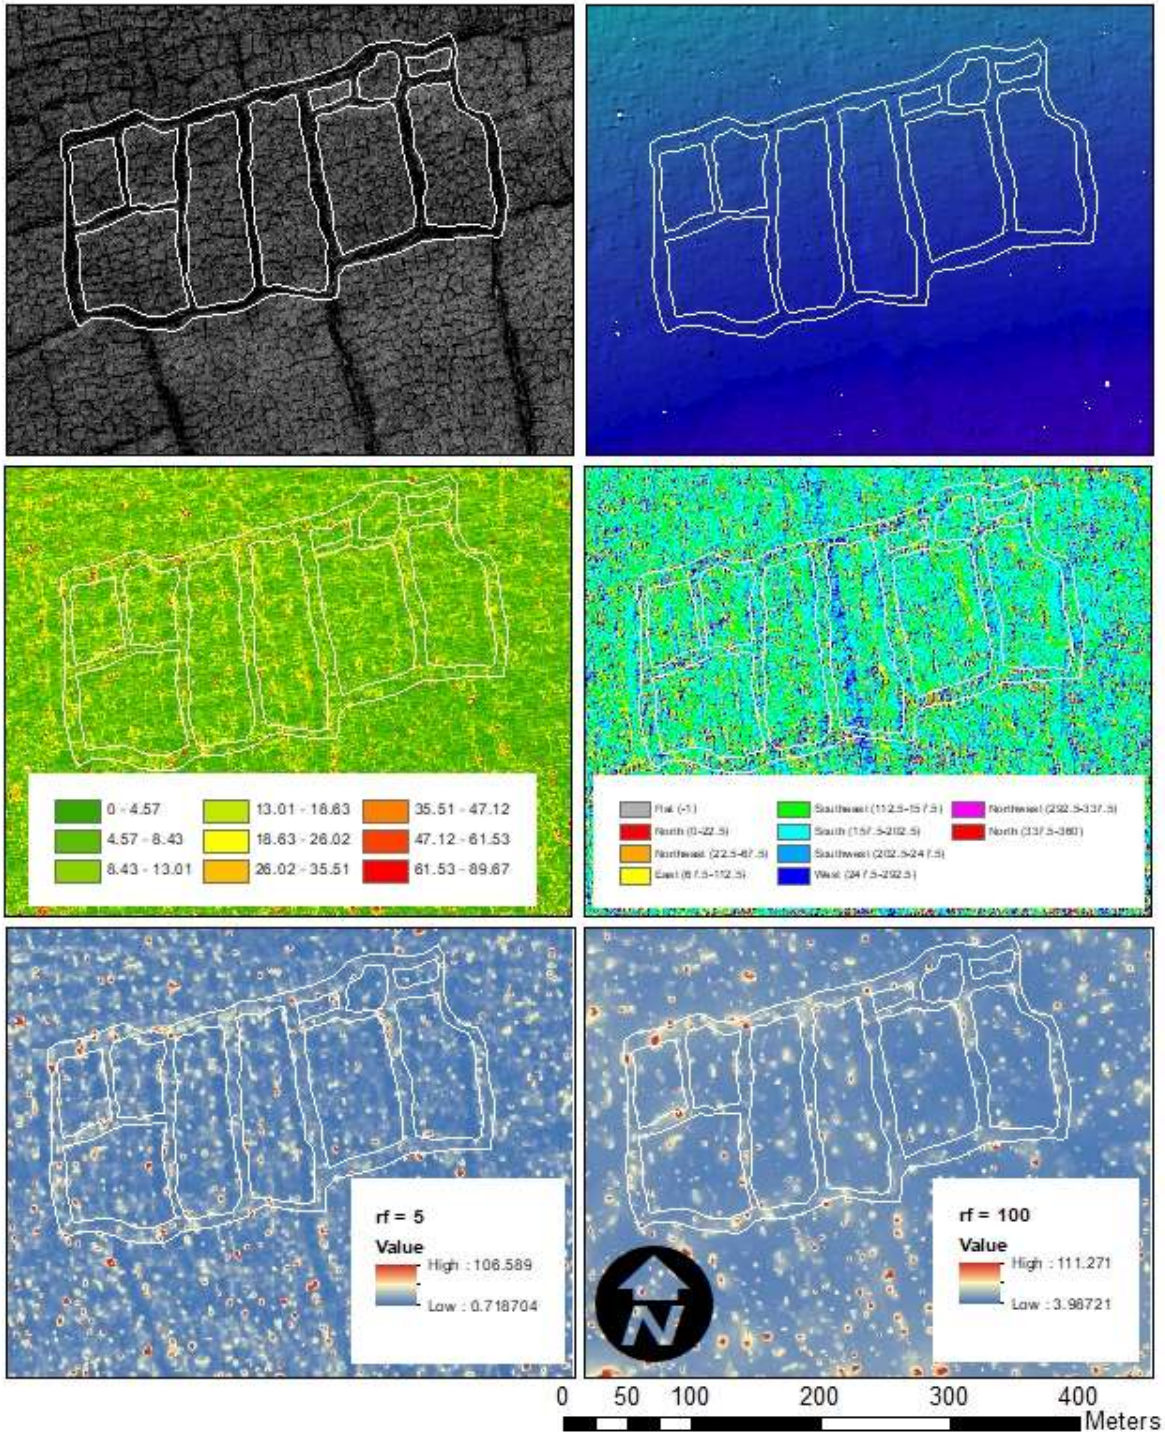 0 - 4.57
13.01 - 18.63
35.51 - 47.12
4.57 - 8.43
18.63 - 26.02
47.12 - 61.53
8.43 - 13.01
26.02 - 35.51
61.53 - 89.67
Flat (-1)
Southeast (112.5-157.5)
Northwest (292.5-337.5)
North (0-22.5)
South (157.5-202.5)
North (337.5-360)
Northeast (22.5-67.5)
Southwest (202.5-247.5)
East (67.5-112.5)
West (247.5-292.5)
rf = 5
Value
High : 106.589
Low : 0.718704
rf = 100
Value
High : 111.271
Low : 3.98721
N
0 50 100 200 300 400
Meters